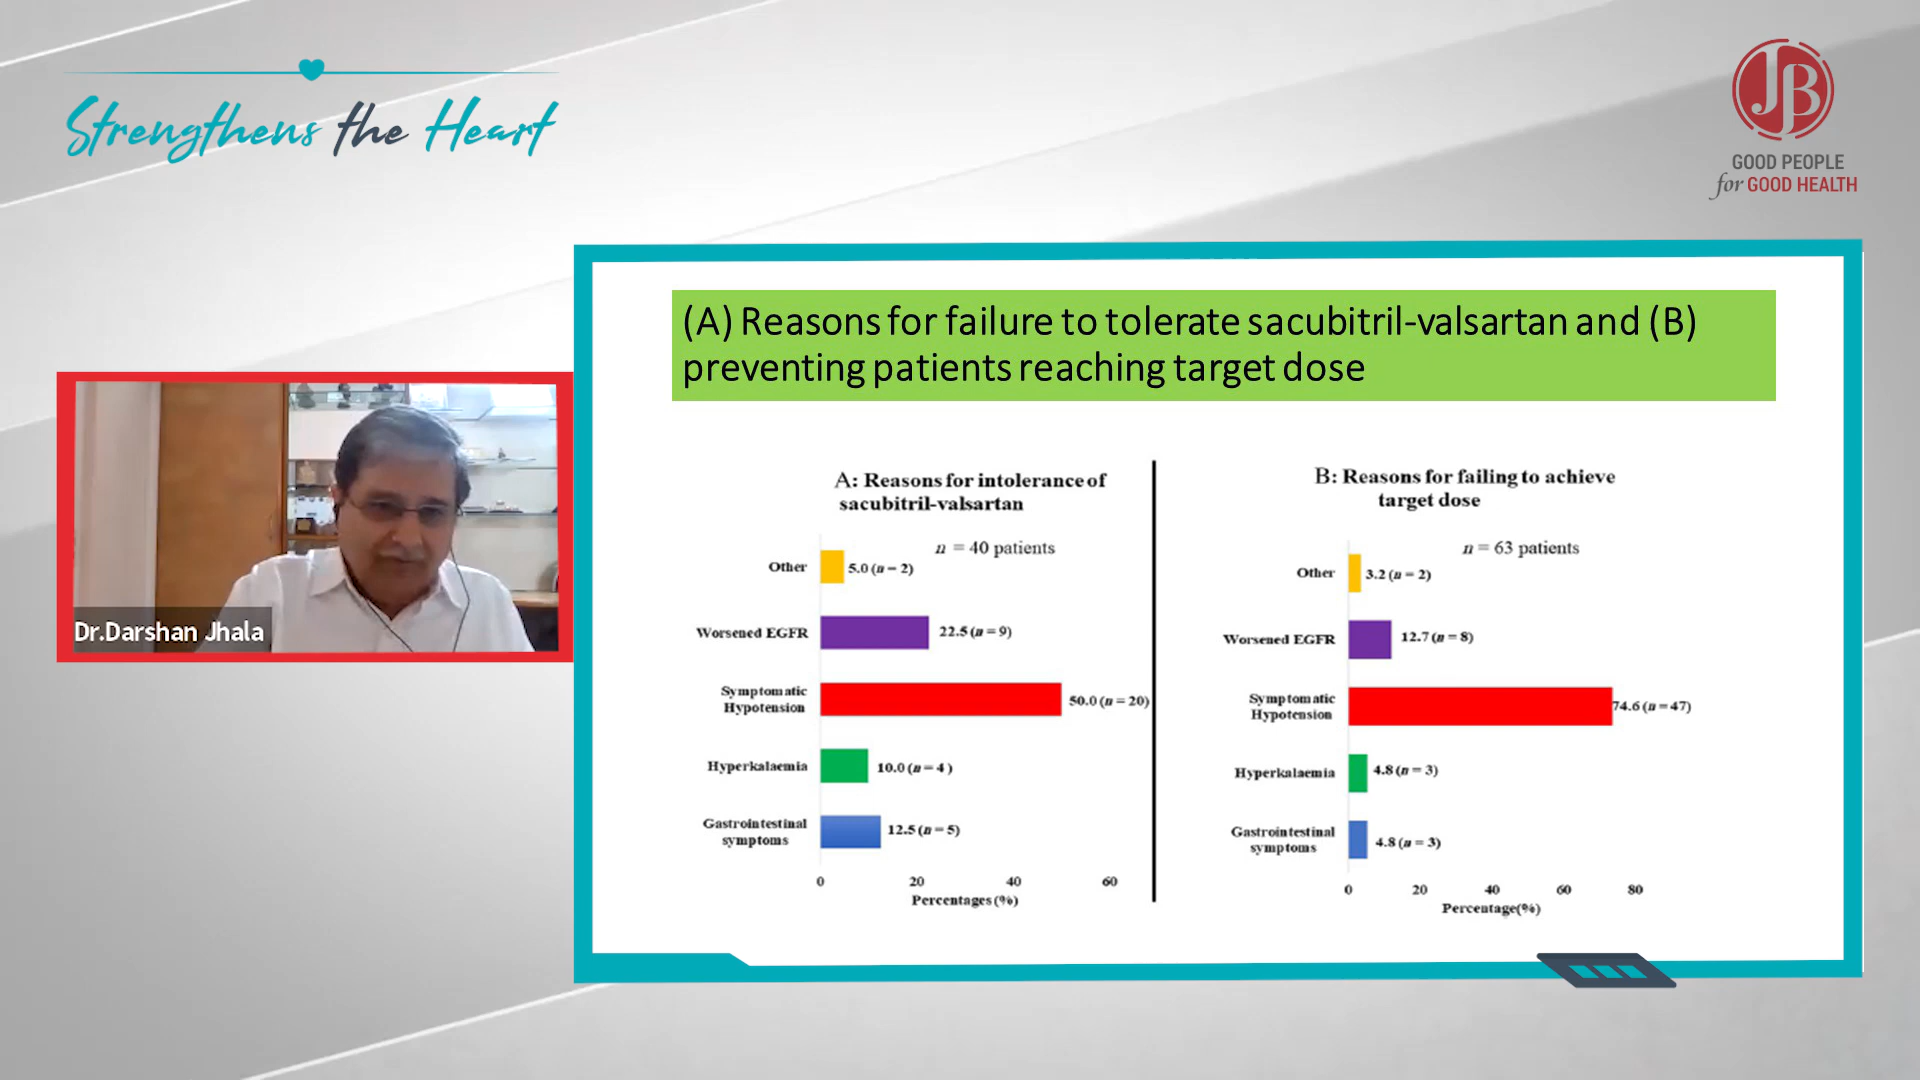 Strengthens the Heart
JB
GOOD PEOPLE
for GOOD HEALTH
Dr.Darshan Jhala
(A) Reasons for failure to tolerate sacubitril-valsartan and (B)
preventing patients reaching target dose
A: Reasons for intolerance of
sacubitril-valsartan
n = 40 patients
Other
5.0 (n = 2)
Worsened EGFR
22.5 (n = 9)
Symptomatic
Hypotension
50.0 (n = 20)
Hyperkalaemia
10.0 (n = 4 )
Gastrointestinal
symptoms
12.5 (n = 5)
0 20 40 60
Percentages (%)
B: Reasons for failing to achieve
target dose
n = 63 patients
Other
3.2 (n = 2)
Worsened EGFR
12.7 (n = 8)
Symptomatic
Hypotension
74.6 (n = 47)
Hyperkalaemia
4.8 (n = 3)
Gastrointestinal
symptoms
4.8 (n = 3)
0 20 40 60 80
Percentage(%)